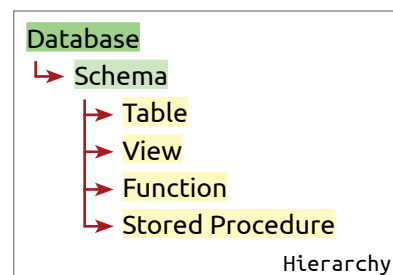 Database
Schema
Table
View
Function
Stored Procedure
Hierarchy